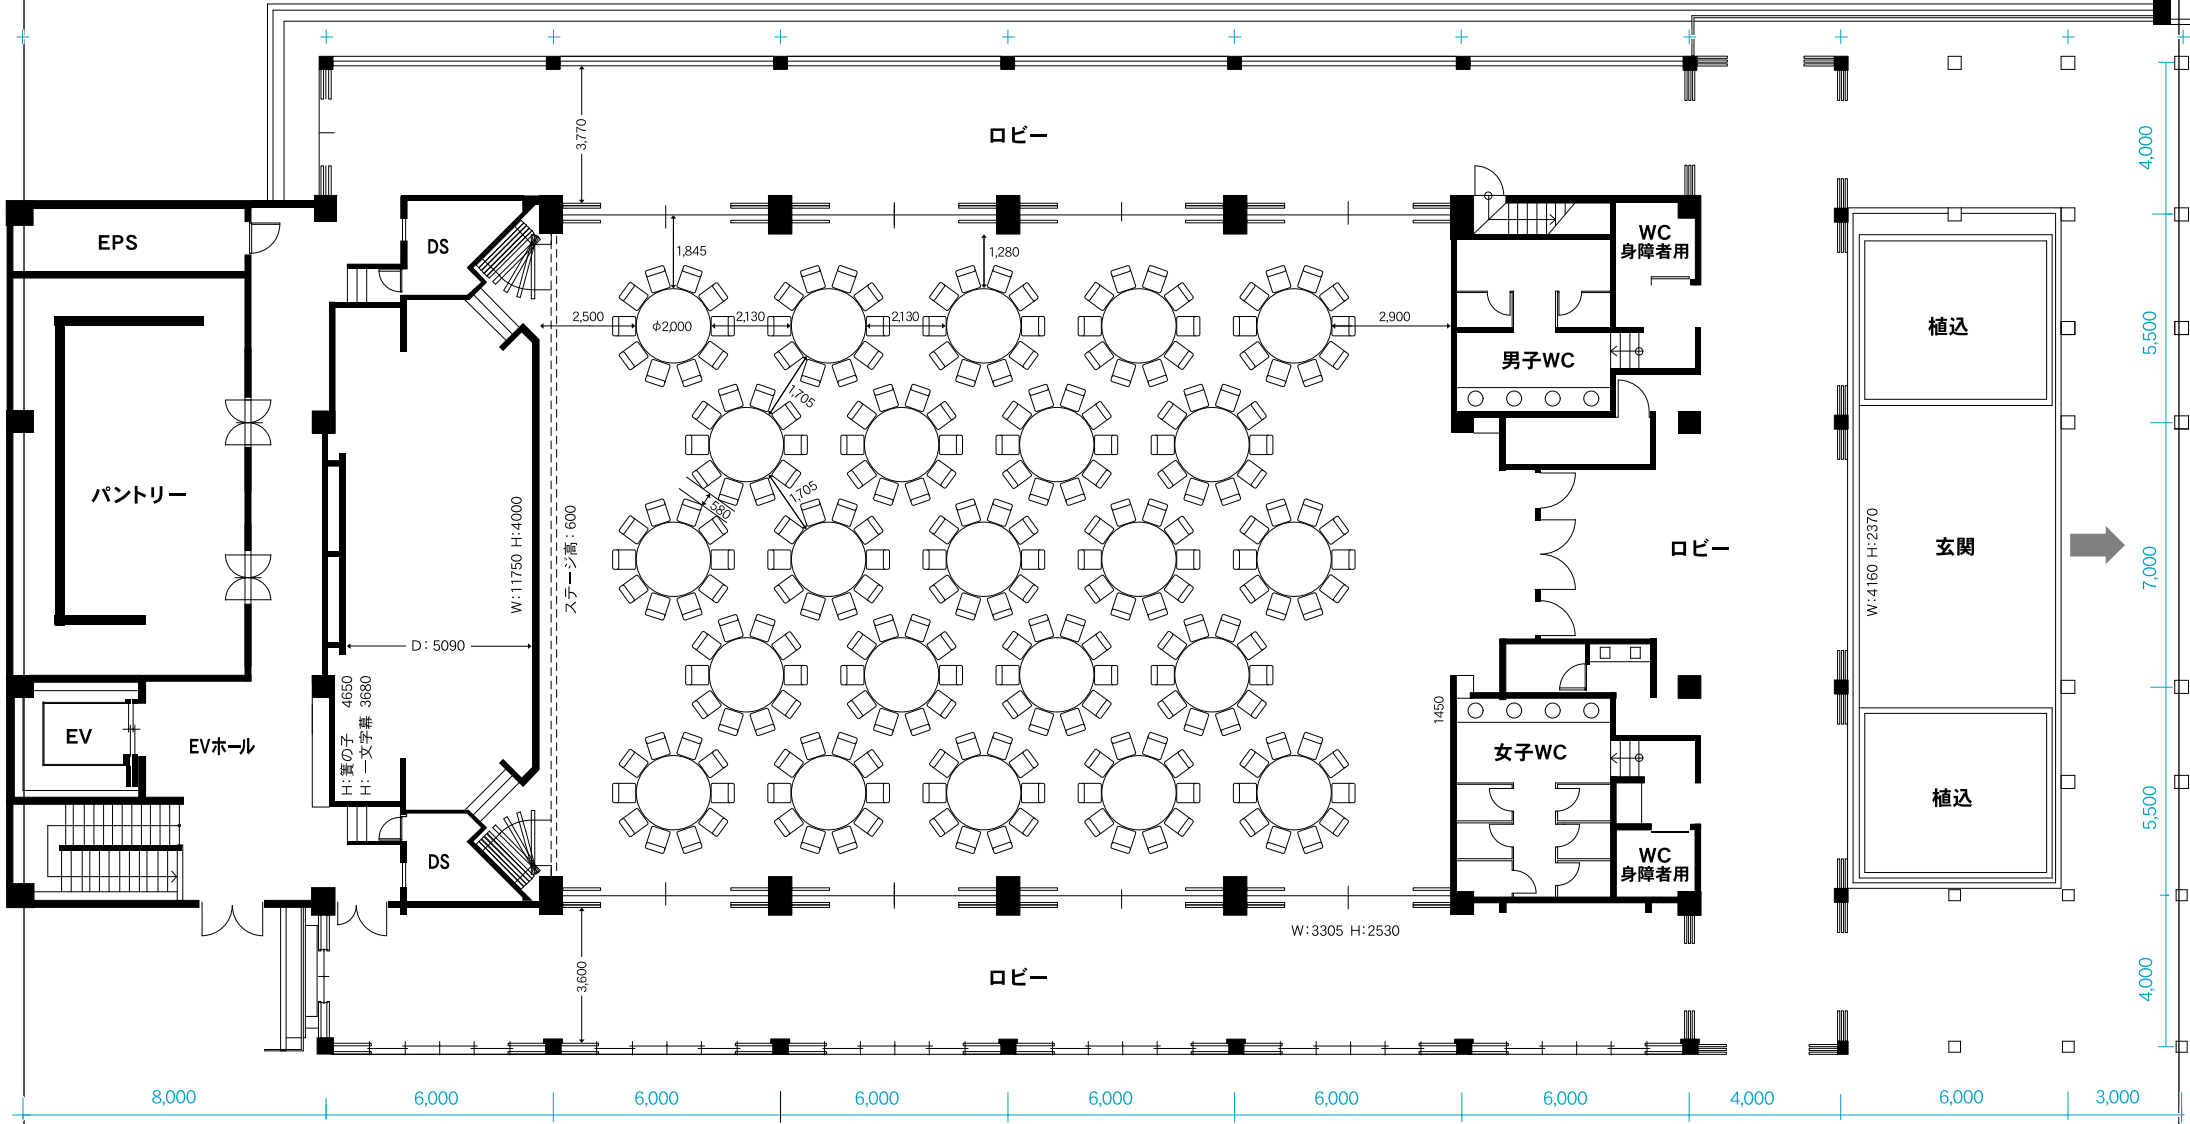 3,770
ロビー
4,000
EPS
DS
WC
身障者用
1,845
1,280
2,500
φ2,000
2,130
2,130
2,900
植込
5,500
男子WC
1,705
パントリー
1,705
580
W:11750 H:4000
ステージ高:600
ロビー
W:4160 H:2370
玄関
7,000
D:5090
H:簀の子 4650
H:一文字幕 3680
1450
EV
EVホール
女子WC
植込
5,500
DS
WC
身障者用
W:3305 H:2530
3,600
ロビー
4,000
8,000
6,000
6,000
6,000
6,000
6,000
6,000
4,000
6,000
3,000